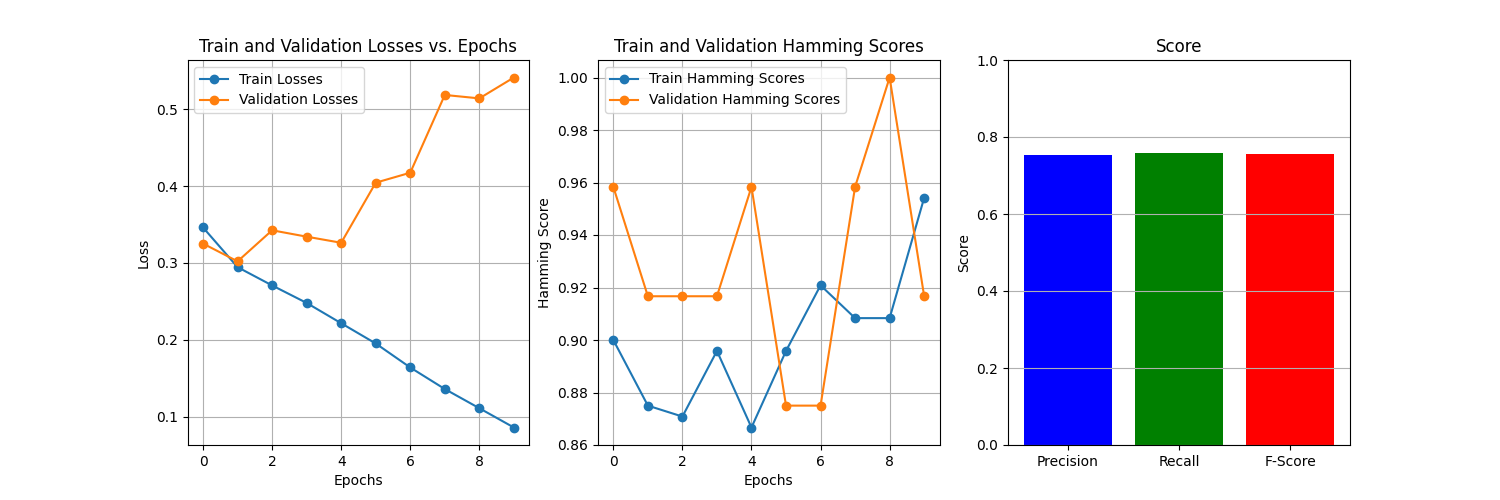 Train and Validation Losses vs. Epochs
Train Losses
Validation Losses
0.5
0.4
0.3
0.2
0.1
Loss
0 2 4 6 8
Epochs
Train and Validation Hamming Scores
Train Hamming Scores
Validation Hamming Scores
1.00
0.98
0.96
0.94
0.92
0.90
0.88
0.86
Hamming Score
0 2 4 6 8
Epochs
Score
1.0
0.8
0.6
0.4
0.2
0.0
Score
Precision Recall F-Score